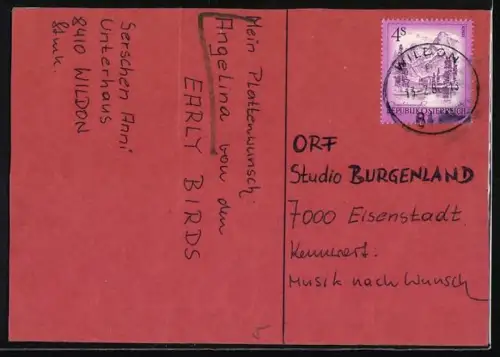 Serschen Anni
Unterhaus
8410 WILDON
Stmk.
Mein Plattenwunsch:
Angelina von den
EARLY BIRDS
4S
REPUBLIK ÖSTERREICH
WILDON
ORF
Studio BURGENLAND
7000 Eisenstadt
Kennwort:
Musik nach Wunsch